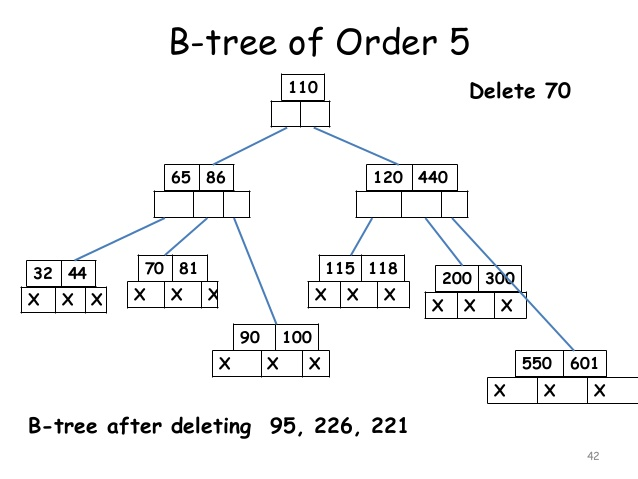 B-tree of Order 5
110
Delete 70
65 86
120 440
32 44
X X X
70 81
X X X
115 118
X X X
200 300
X X X
90 100
X X X
550 601
X X X
B-tree after deleting 95, 226, 221
42